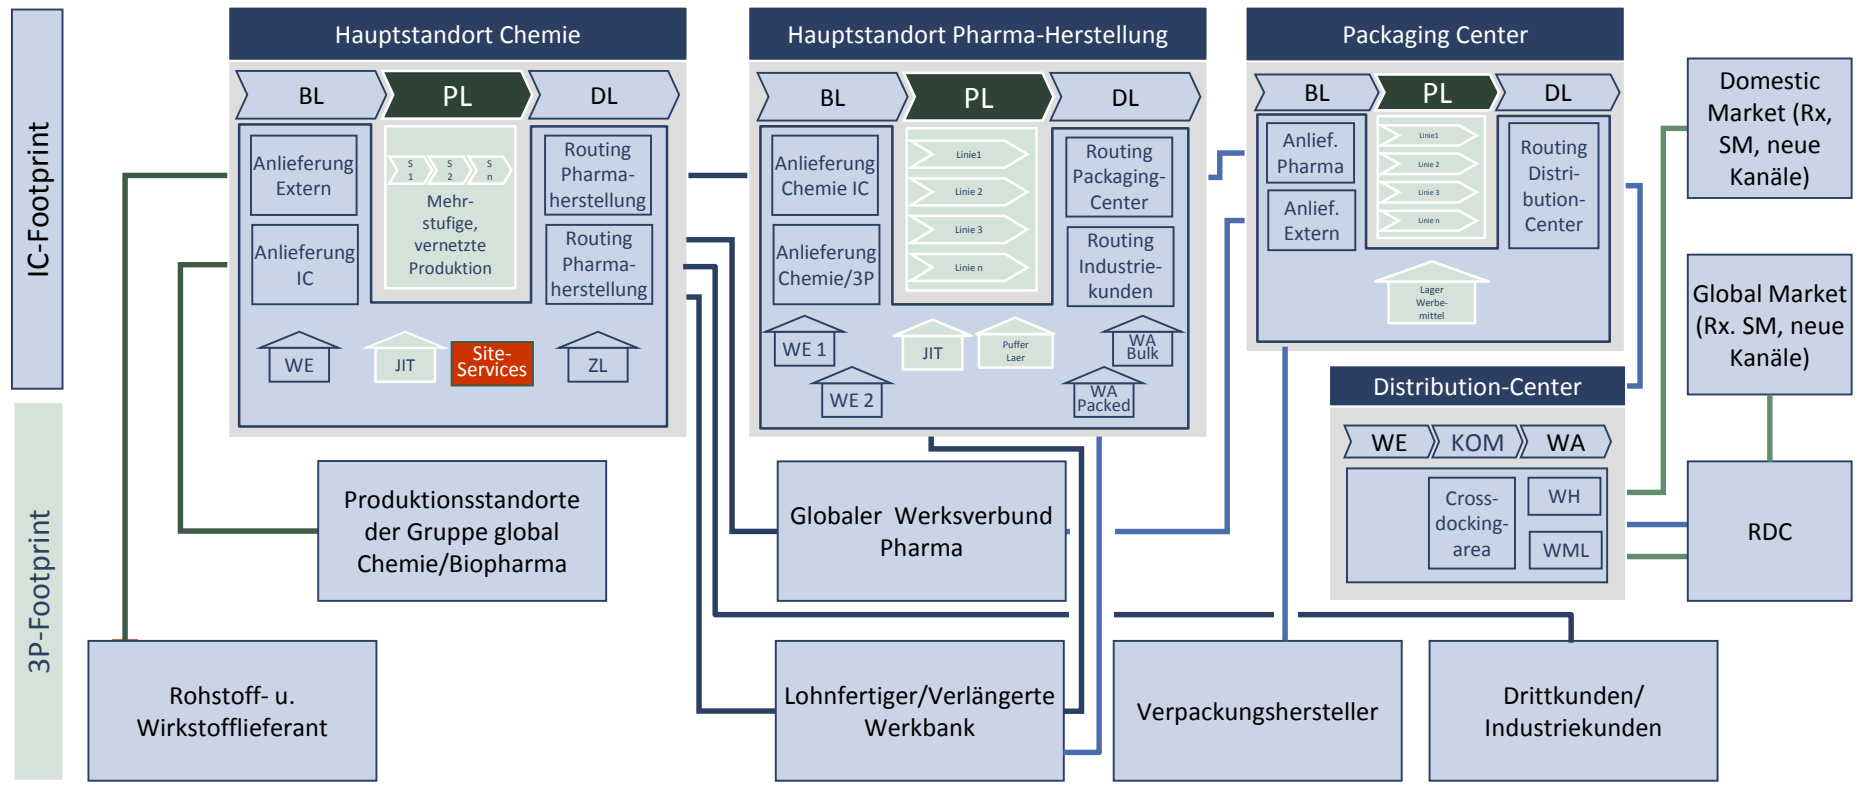 IC-Footprint
3P-Footprint
Hauptstandort Chemie
BL
PL
DL
Anlieferung
Extern
Anlieferung
IC
S
1
S
2
S
n
Mehr-
stufige,
vernetzte
Produktion
Routing
Pharma-
herstellung
Routing
Pharma-
herstellung
WE
JIT
Site-
Services
ZL
Hauptstandort Pharma-Herstellung
BL
PL
DL
Anlieferung
Chemie IC
Anlieferung
Chemie/3P
Linie1
Linie 2
Linie 3
Linie n
Routing
Packaging-
Center
Routing
Industrie-
kunden
WE 1
WE 2
JIT
Puffer
Laer
WA
Bulk
WA
Packed
Packaging Center
BL
PL
DL
Anlief.
Pharma
Anlief.
Extern
Linie1
Linie 2
Linie 3
Linie n
Routing
Distri-
bution-
Center
Lager
Werbe-
mittel
Distribution-Center
WE
KOM
WA
Cross-
docking-
area
WH
WML
Domestic
Market (Rx,
SM, neue
Kanäle)
Global Market
(Rx. SM, neue
Kanäle)
RDC
Produktionsstandorte
der Gruppe global
Chemie/Biopharma
Globaler Werksverbund
Pharma
Rohstoff- u.
Wirkstofflieferant
Lohnfertiger/Verlängerte
Werkbank
Verpackungshersteller
Drittkunden/
Industriekunden